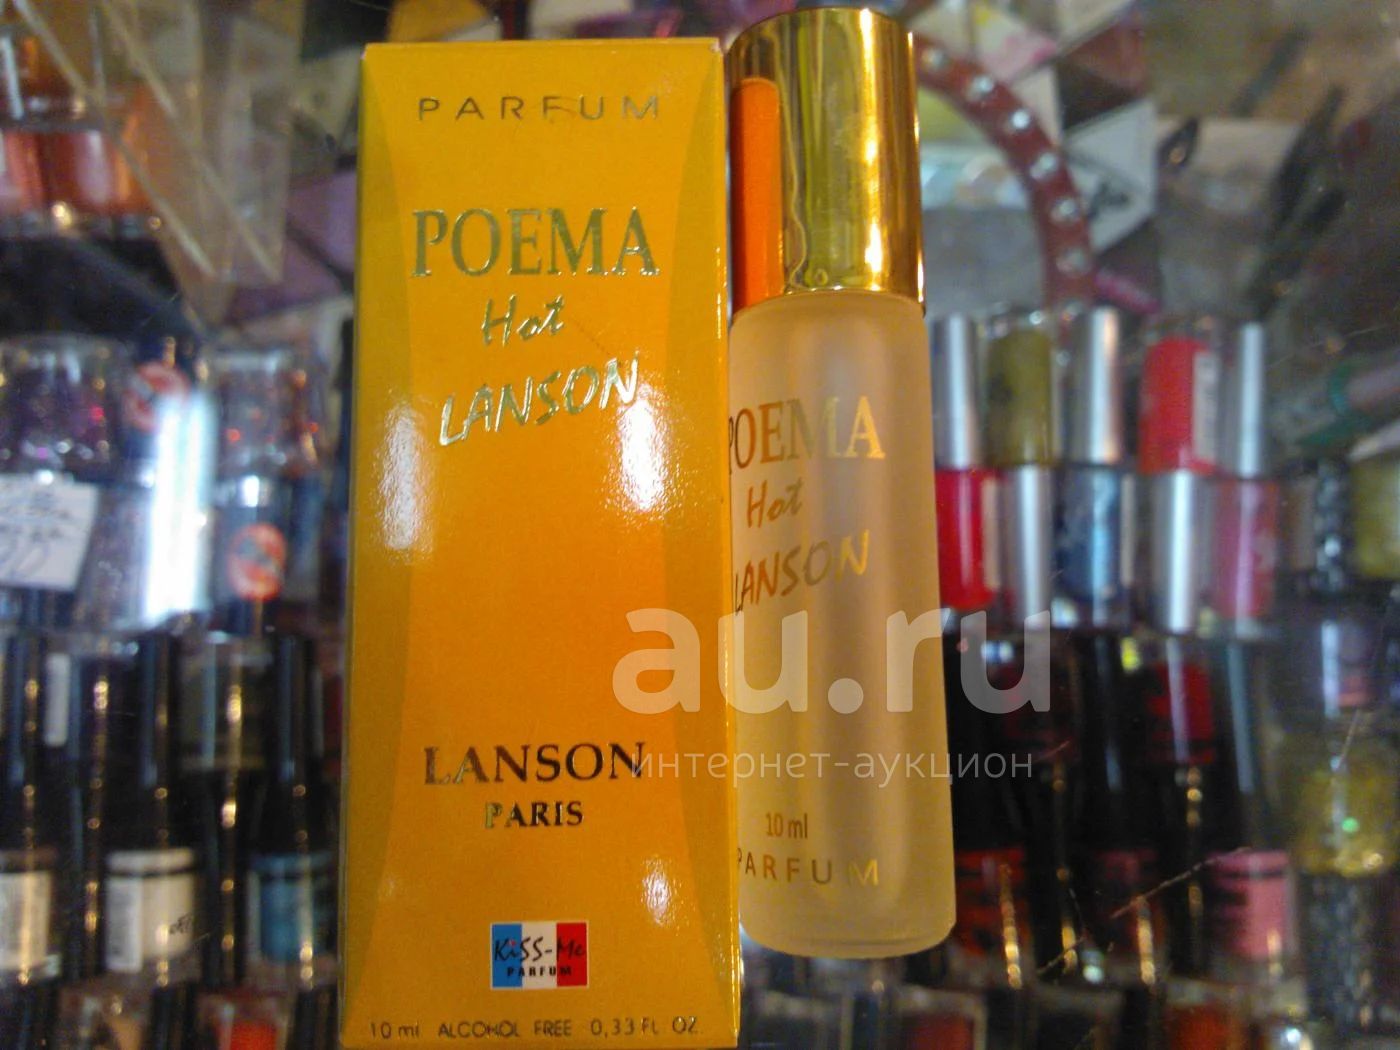 PARFUM
POEMA
Hot
LANSON
LANSON
PARIS
KiSS-Me
PARFUM
10 ml ALCOHOL FREE 0,33 FL OZ.
POEMA
Hot
LANSON
10 ml
PARFUM
au.ru
интернет-аукцион